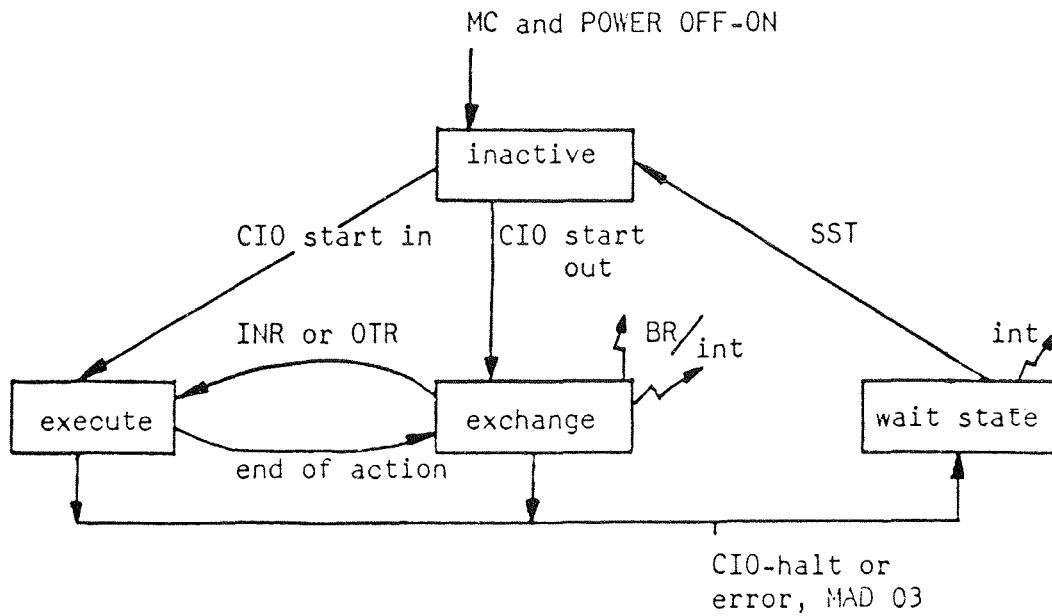 MC and POWER OFF-ON
inactive
CIO start in
CIO start
out
SST
INR or OTR
BR/
int
int
execute
exchange
wait state
end of action
CIO-halt or
error, MAD 03